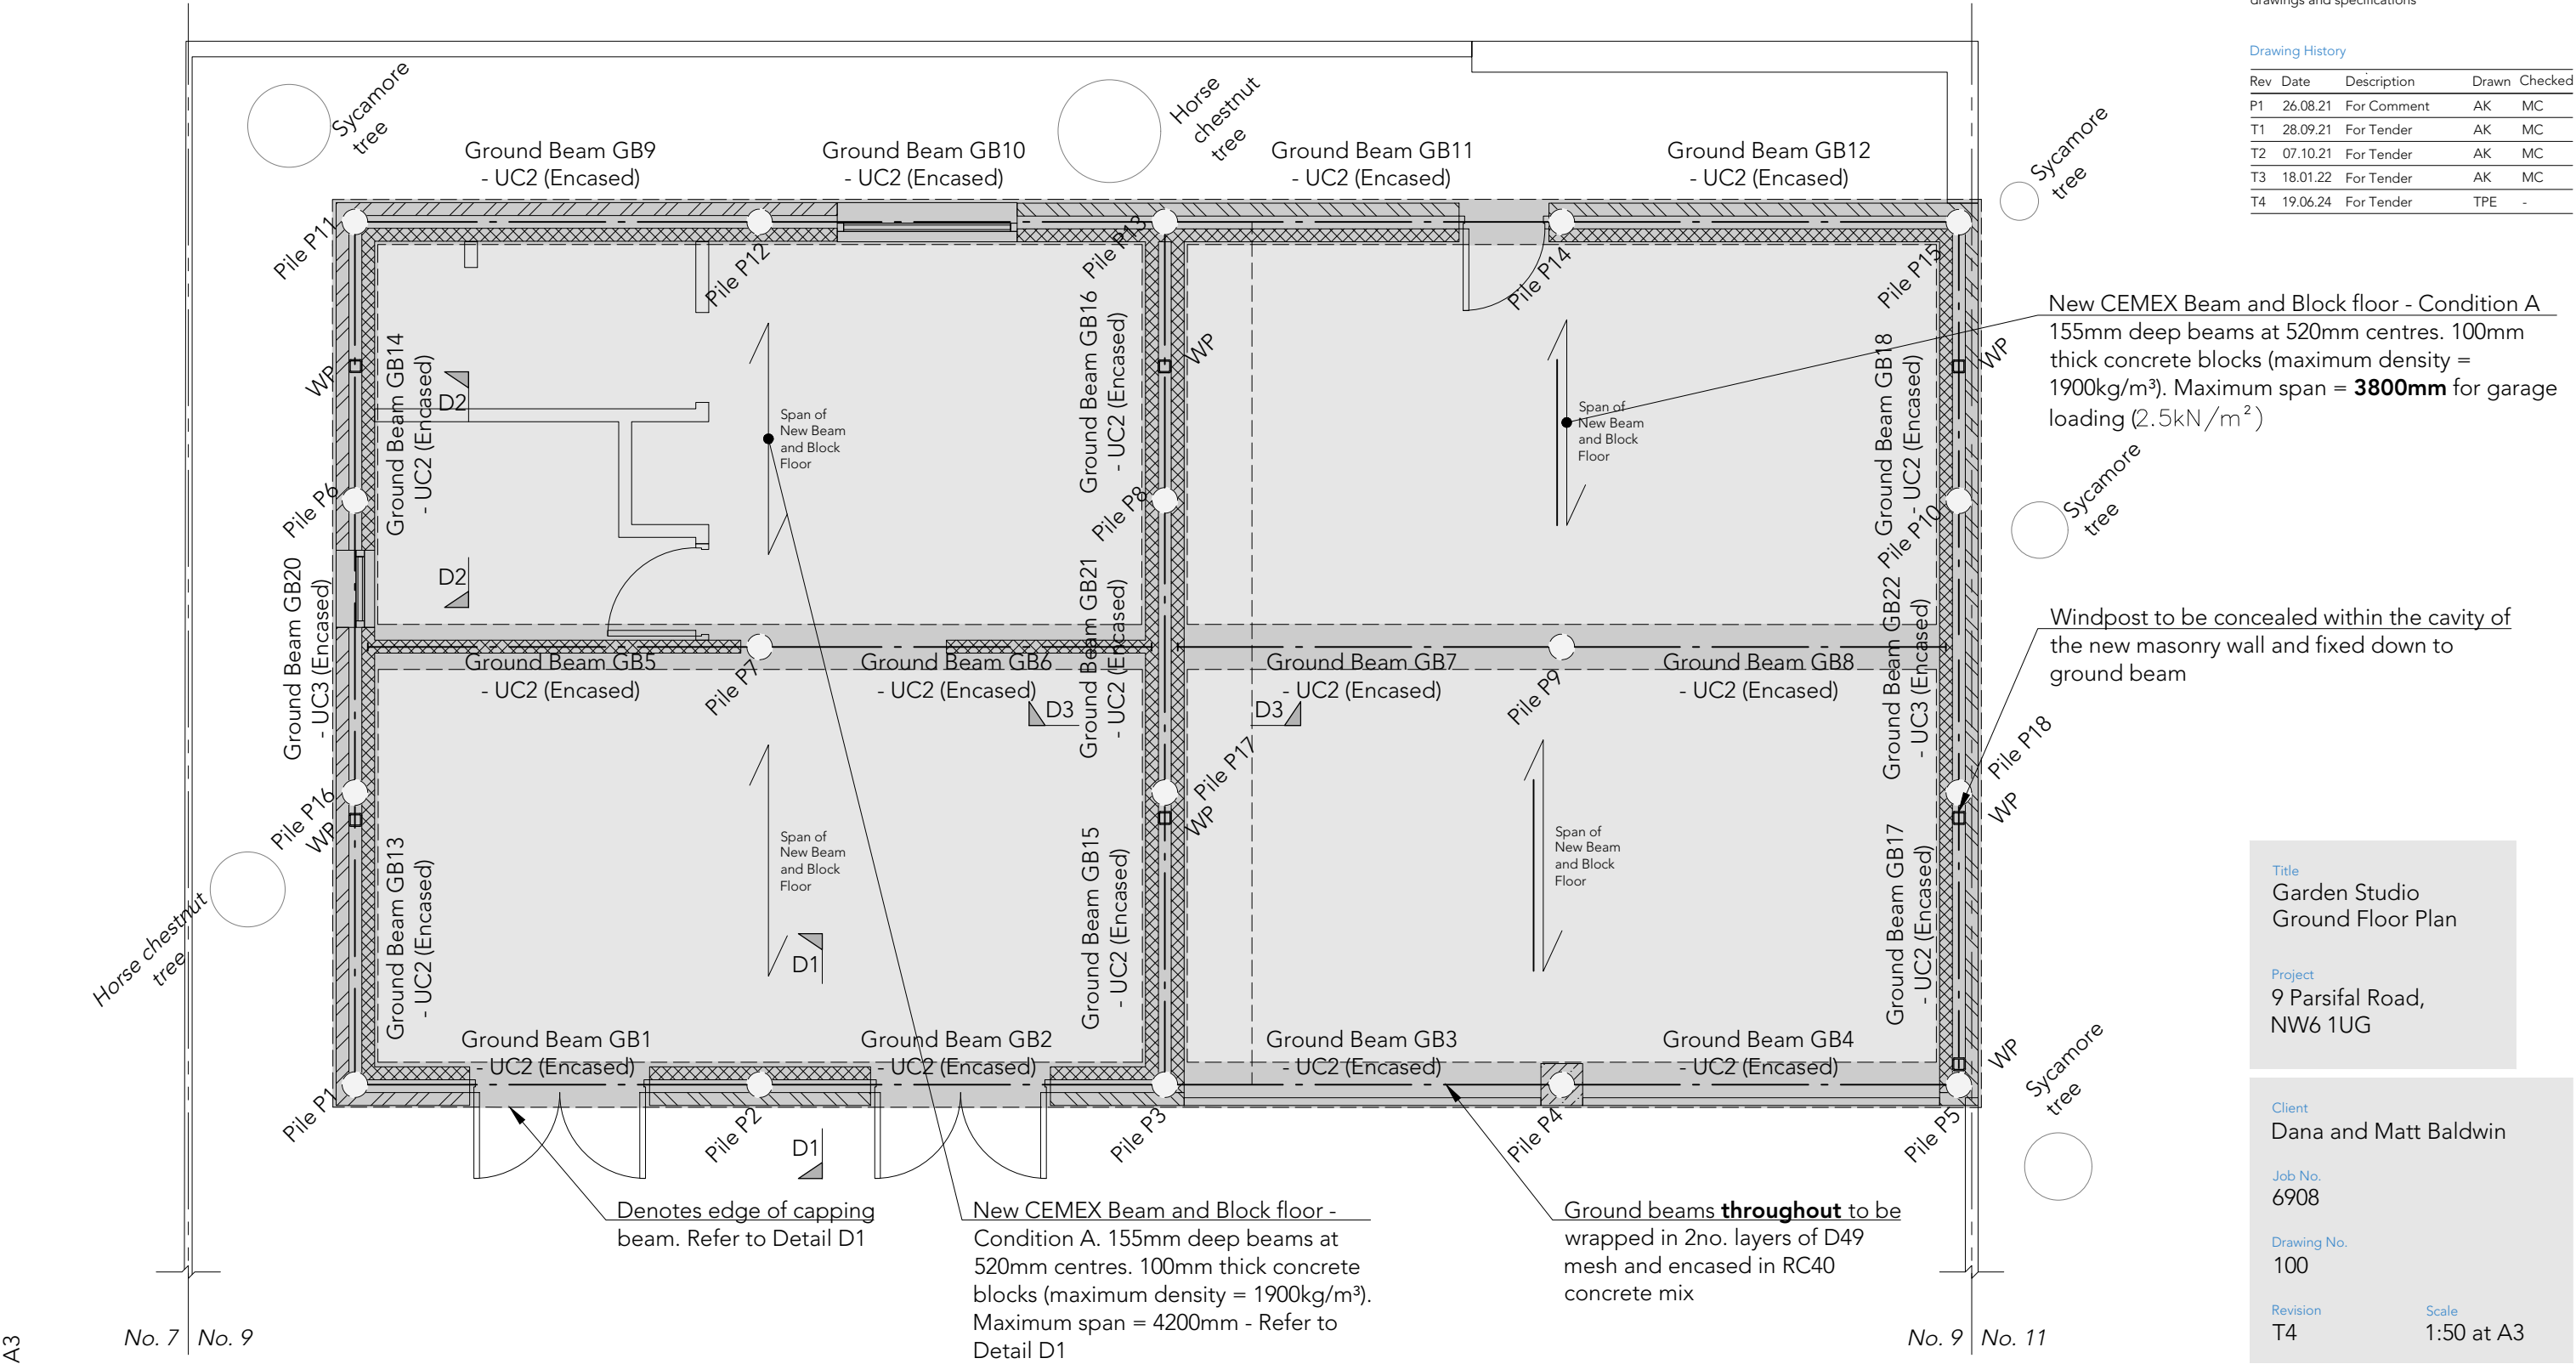 drawings and specifications
Drawing History
Rev Date Description Drawn Checked
P1 26.08.21 For Comment AK MC
T1 28.09.21 For Tender AK MC
T2 07.10.21 For Tender AK MC
T3 18.01.22 For Tender AK MC
T4 19.06.24 For Tender TPE -
Sycamore
tree
Horse
chestnut
tree
Sycamore
tree
Ground Beam GB9
- UC2 (Encased)
Ground Beam GB10
- UC2 (Encased)
Ground Beam GB11
- UC2 (Encased)
Ground Beam GB12
- UC2 (Encased)
Pile P11
Pile P12
Pile P13
Pile P14
Pile P15
New CEMEX Beam and Block floor - Condition A
155mm deep beams at 520mm centres. 100mm
thick concrete blocks (maximum density =
1900kg/m³). Maximum span = 3800mm for garage
loading (2.5kN/m²)
WP
Ground Beam GB14
- UC2 (Encased)
D2
Span of
New Beam
and Block
Floor
Ground Beam GB16
- UC2 (Encased)
WP
Span of
New Beam
and Block
Floor
Ground Beam GB18
- UC2 (Encased)
WP
Sycamore
tree
Pile P6
Pile P8
Pile P10
D2
Ground Beam GB20
- UC3 (Encased)
Ground Beam GB21
- UC2 (Encased)
Ground Beam GB22
- UC3 (Encased)
Windpost to be concealed within the cavity of
the new masonry wall and fixed down to
ground beam
Ground Beam GB5
- UC2 (Encased)
Pile P7
Ground Beam GB6
- UC2 (Encased)
Ground Beam GB7
- UC2 (Encased)
Pile P9
Ground Beam GB8
- UC2 (Encased)
D3
D3
Pile P16
WP
Pile P17
WP
Pile P18
WP
Horse chestnut
tree
Ground Beam GB13
- UC2 (Encased)
Span of
New Beam
and Block
Floor
D1
Ground Beam GB15
- UC2 (Encased)
Span of
New Beam
and Block
Floor
Ground Beam GB17
- UC2 (Encased)
Ground Beam GB1
- UC2 (Encased)
Ground Beam GB2
- UC2 (Encased)
Ground Beam GB3
- UC2 (Encased)
Ground Beam GB4
- UC2 (Encased)
WP
Sycamore
tree
Pile P1
Pile P2
D1
Pile P3
Pile P4
Pile P5
Denotes edge of capping
beam. Refer to Detail D1
New CEMEX Beam and Block floor -
Condition A. 155mm deep beams at
520mm centres. 100mm thick concrete
blocks (maximum density = 1900kg/m³).
Maximum span = 4200mm - Refer to
Detail D1
Ground beams throughout to be
wrapped in 2no. layers of D49
mesh and encased in RC40
concrete mix
Title
Garden Studio
Ground Floor Plan
Project
9 Parsifal Road,
NW6 1UG
Client
Dana and Matt Baldwin
Job No.
6908
Drawing No.
100
Revision Scale
T4 1:50 at A3
A3
No. 7 No. 9
No. 9 No. 11